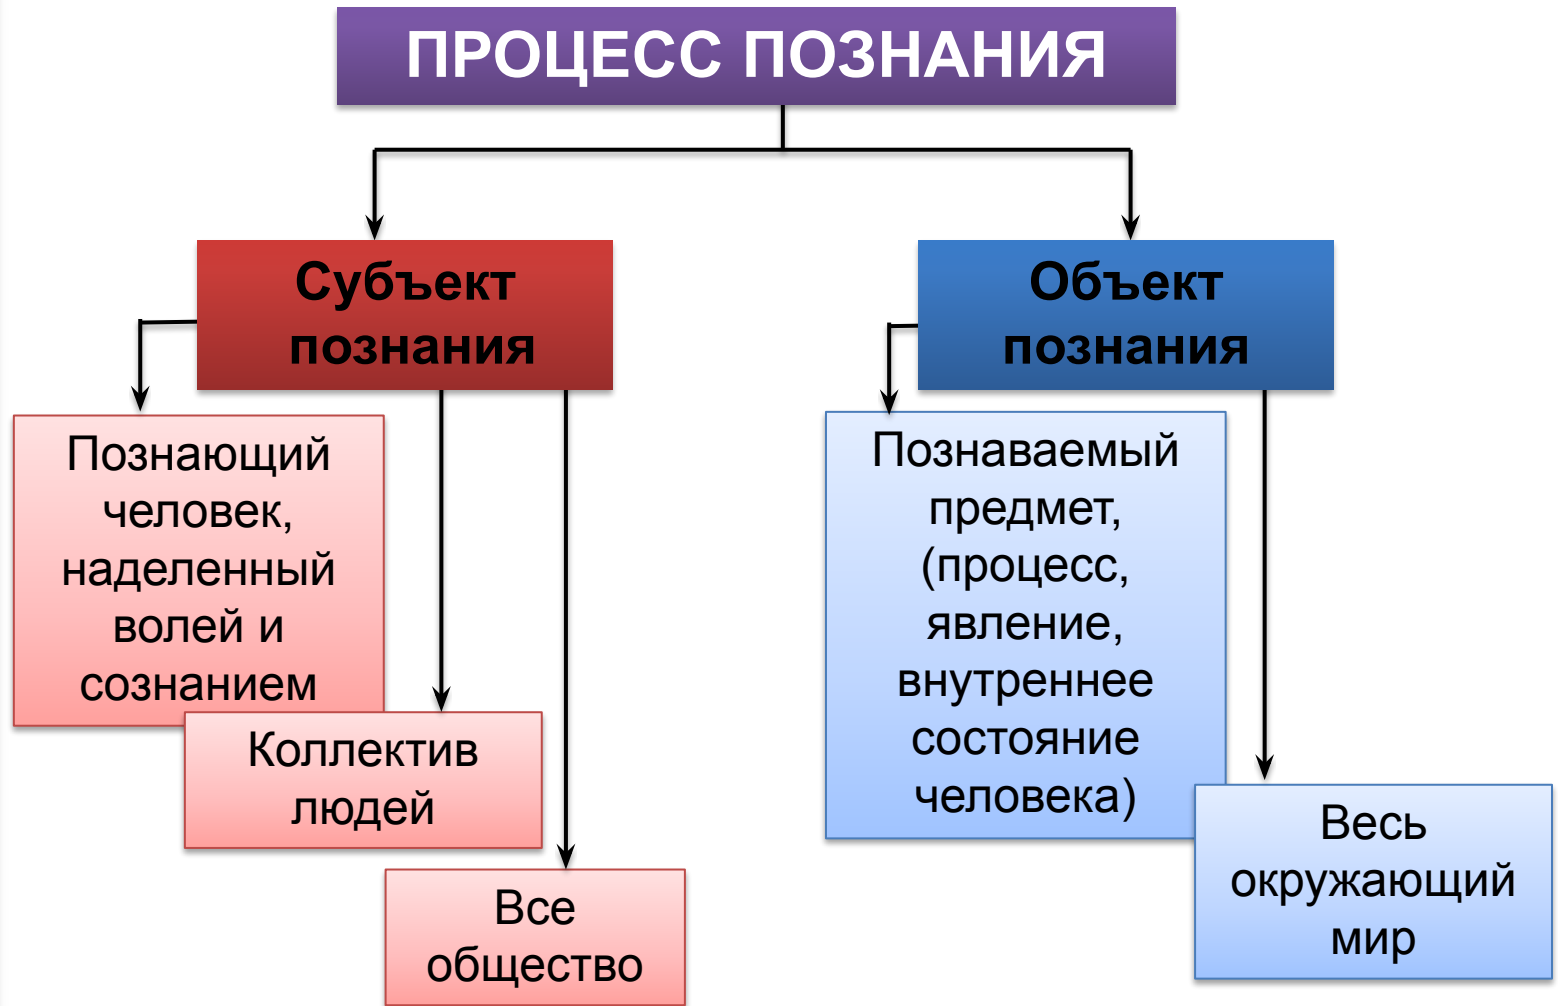 ПРОЦЕСС ПОЗНАНИЯ
Субъект
познания
Объект
познания
Познающий
человек,
наделенный
волей и
сознанием
Коллектив
людей
Все
общество
Познаваемый
предмет,
(процесс,
явление,
внутреннее
состояние
человека)
Весь
окружающий
мир